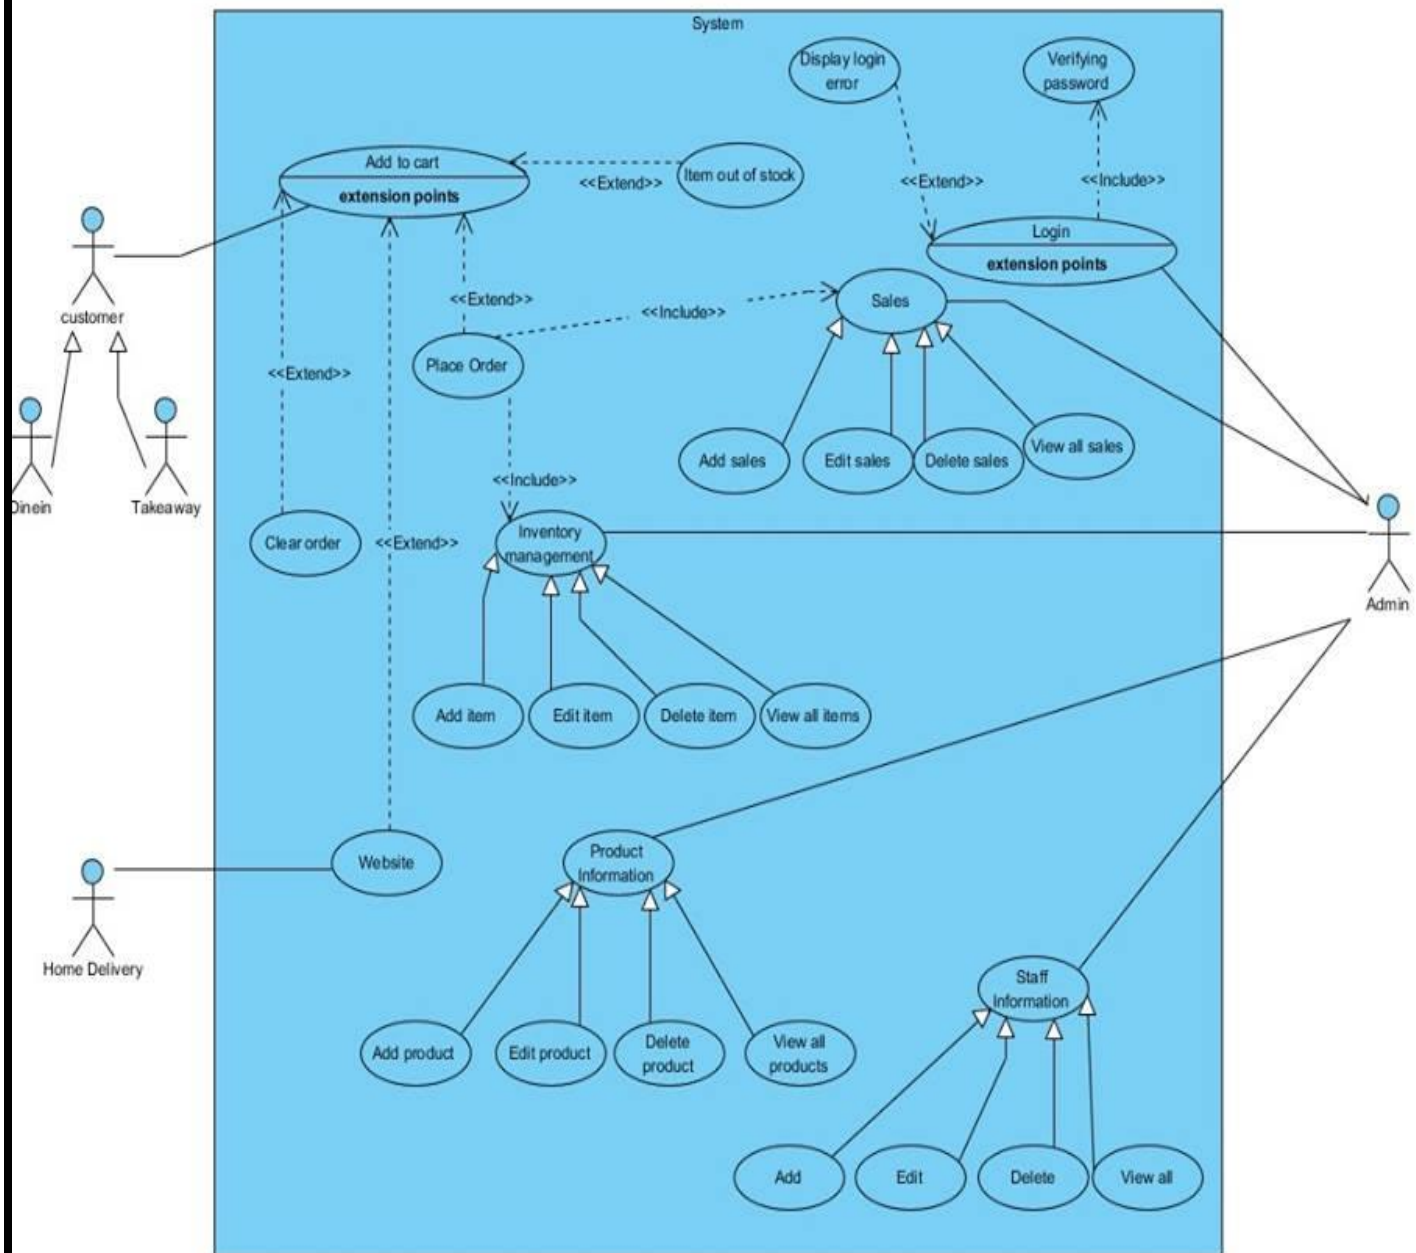 System
Display login
error
Verifying
password
Add to cart
extension points
<<Extend>>
Item out of stock
<<Extend>>
<<Include>>
Login
extension points
customer
<<Extend>>
<<Include>>
Sales
Place Order
<<Extend>>
Add sales
Edit sales
Delete sales
View all sales
Dinein
Takeaway
<<Include>>
Clear order
<<Extend>>
Inventory
management
Admin
Add item
Edit item
Delete item
View all items
Website
Product
Information
Home Delivery
Staff
Information
Add product
Edit product
Delete
product
View all
products
Add
Edit
Delete
View all